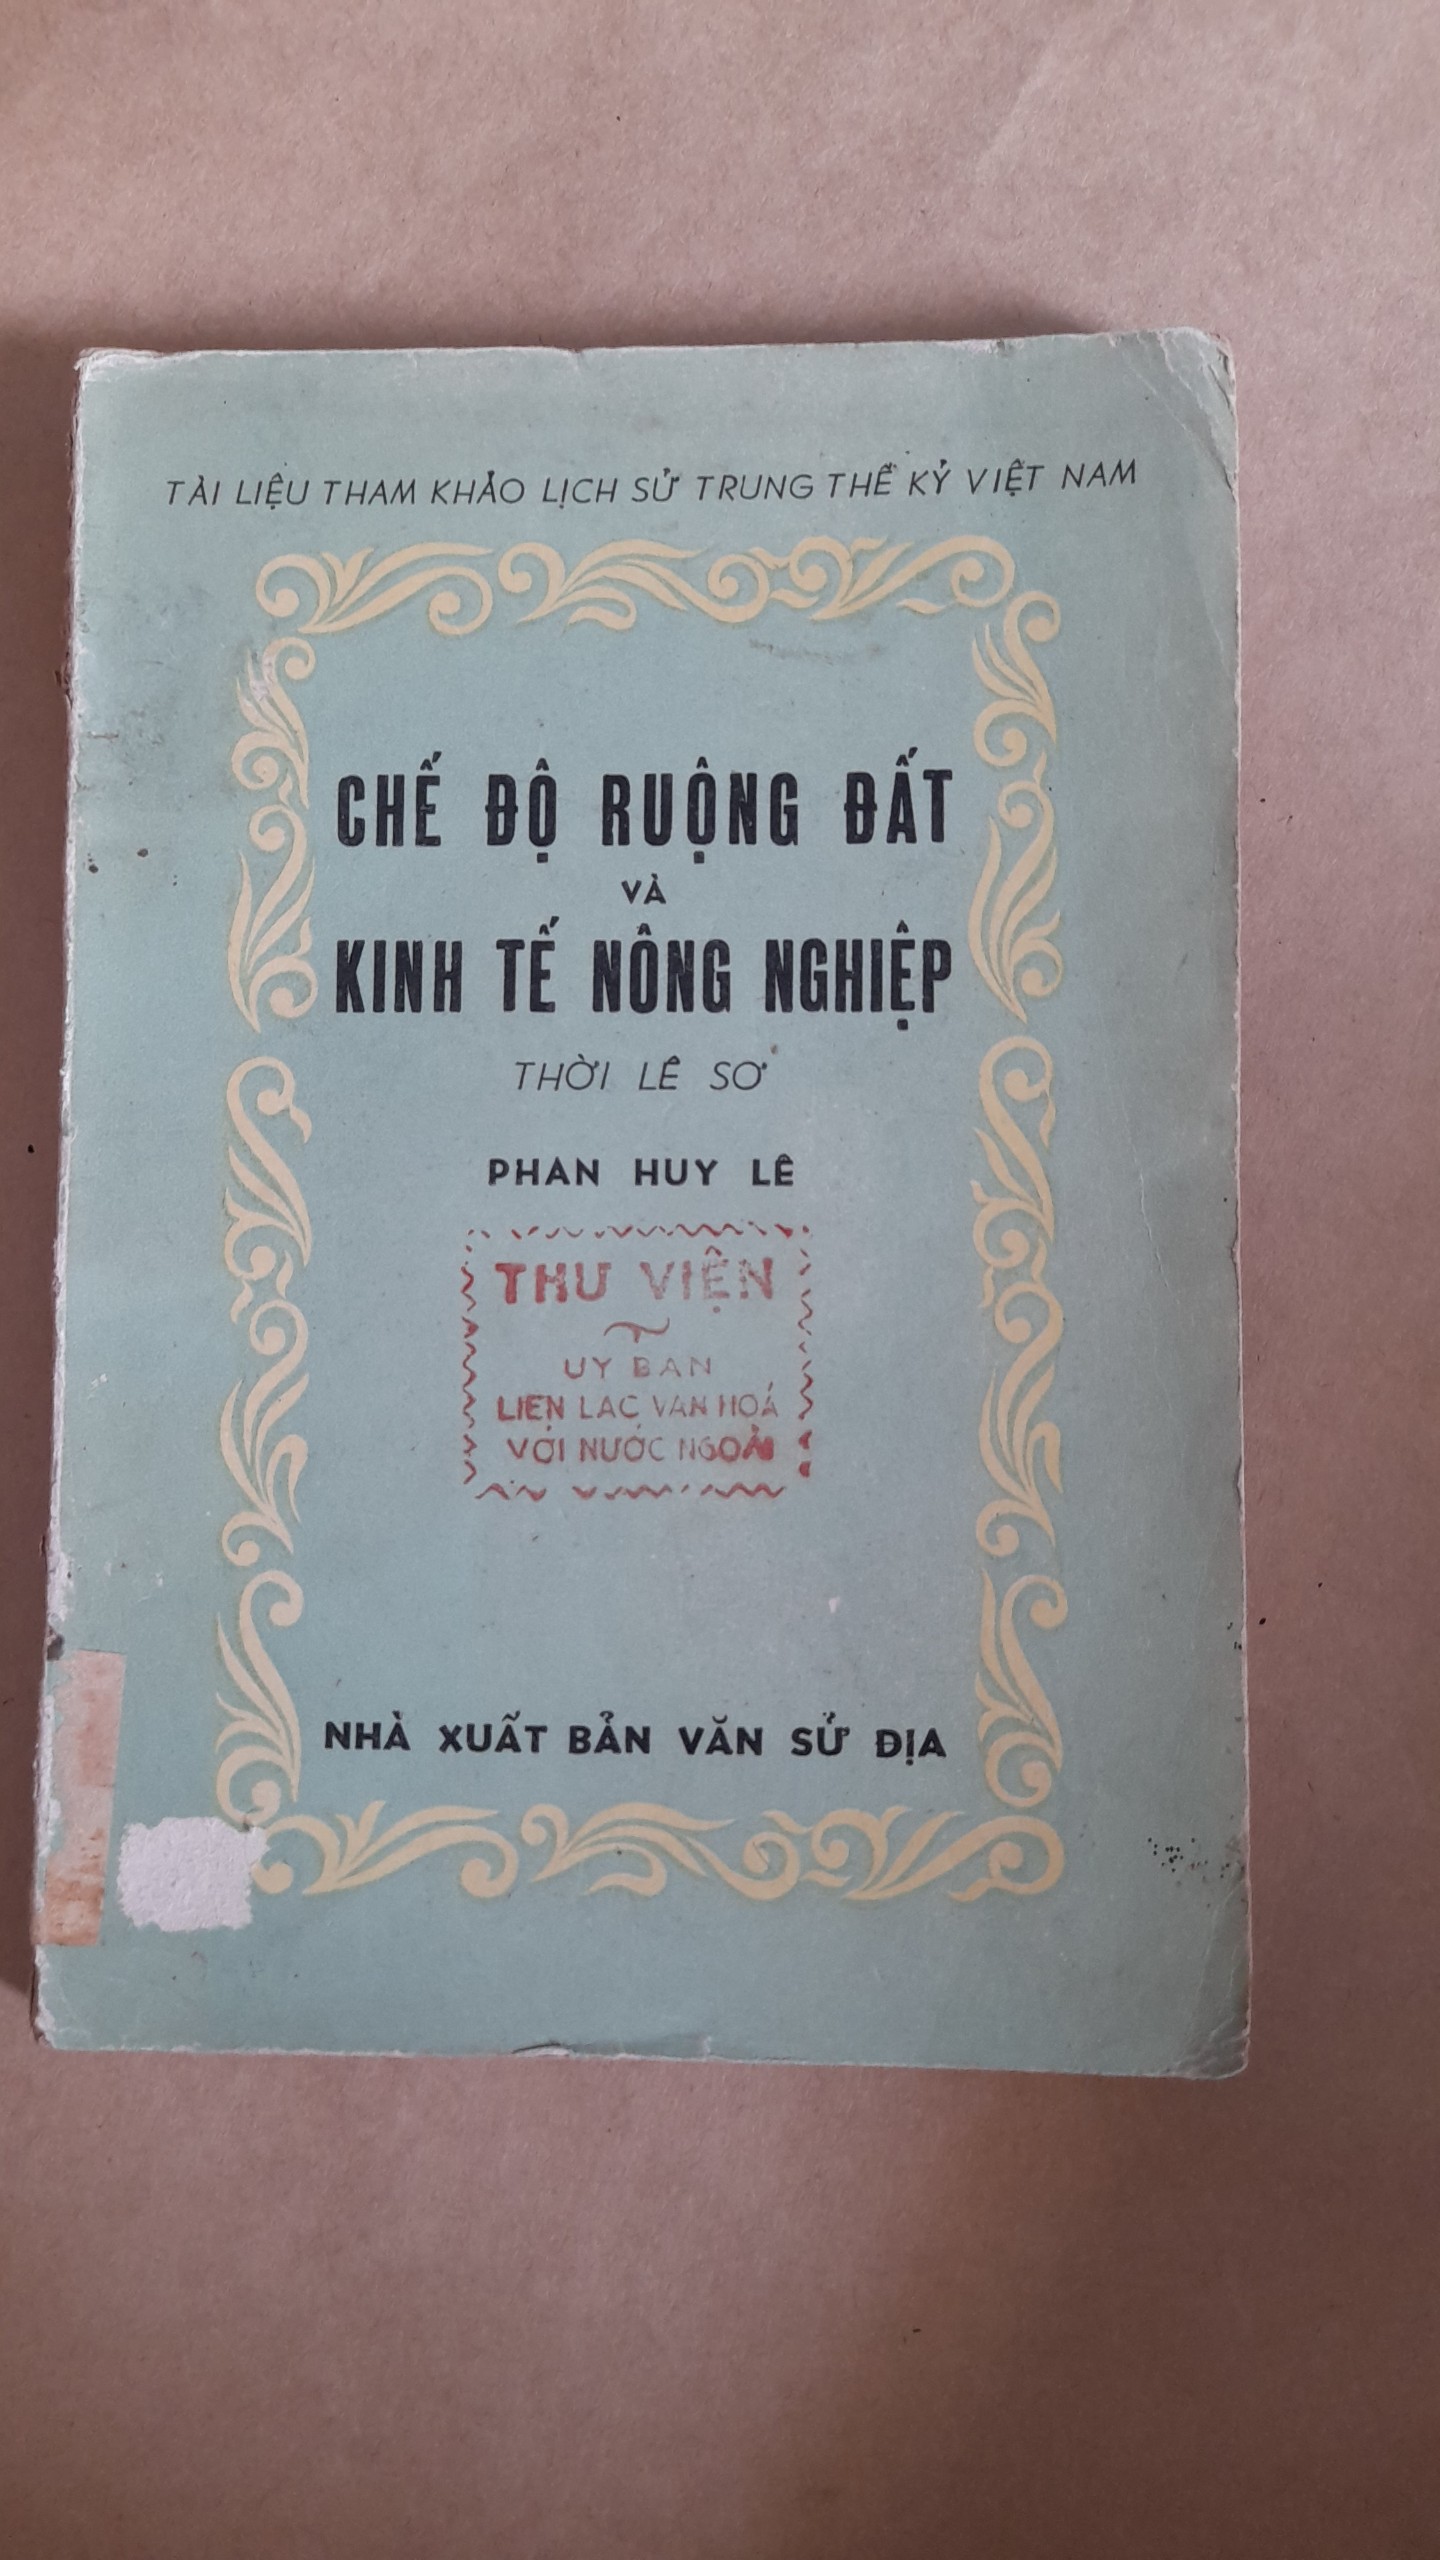 TÀI LIỆU THAM KHẢO LỊCH SỬ TRUNG THẾ KỶ VIỆT NAM
CHẾ ĐỘ RUỘNG ĐẤT
VÀ
KINH TẾ NÔNG NGHIỆP
THỜI LÊ SƠ
PHAN HUY LÊ
THƯ VIỆN
UY BAN
LIEN LAC VAN HOÁ
VỚI NƯỚC NGOÀI
NHÀ XUẤT BẢN VĂN SỬ ĐỊA